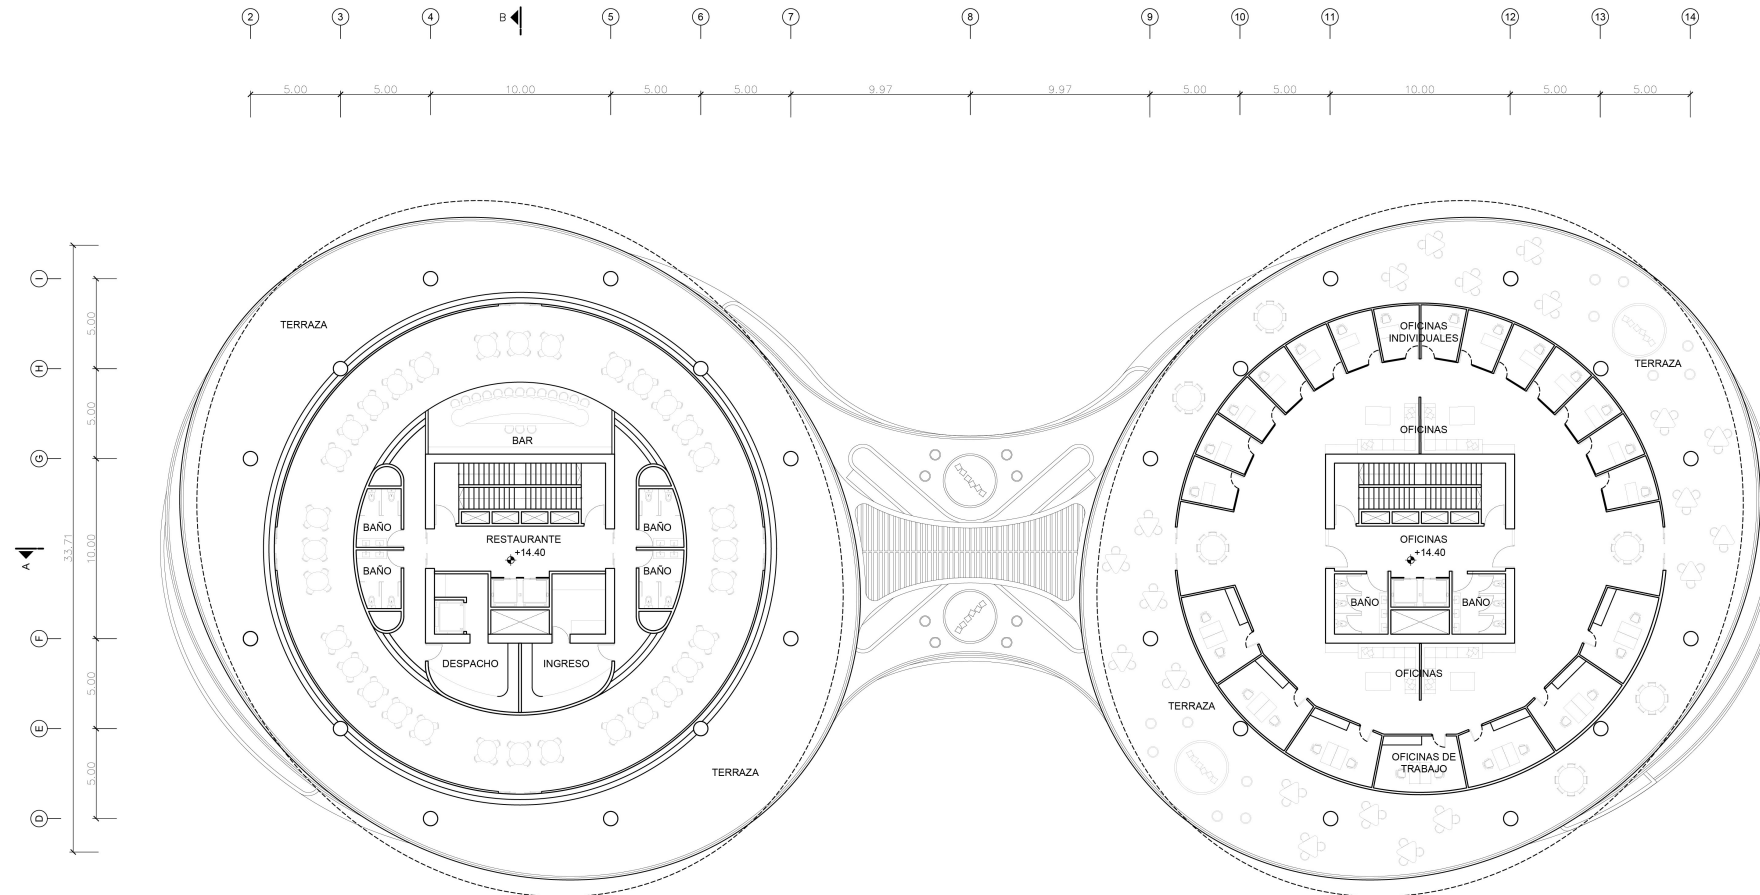 2 3 4 B 5 6 7 8 9 10 11 12 13 14
5.00 5.00 10.00 5.00 5.00 9.97 9.97 5.00 5.00 10.00 5.00 5.00
I
H
G
F
E
D
A
33.71
5.00
5.00
10.00
5.00
5.00
TERRAZA
BAR
BAÑO
BAÑO
RESTAURANTE
+14.40
BAÑO
BAÑO
DESPACHO
INGRESO
TERRAZA
OFICINAS
INDIVIDUALES
TERRAZA
OFICINAS
OFICINAS
+14.40
BAÑO
BAÑO
OFICINAS
TERRAZA
OFICINAS DE
TRABAJO